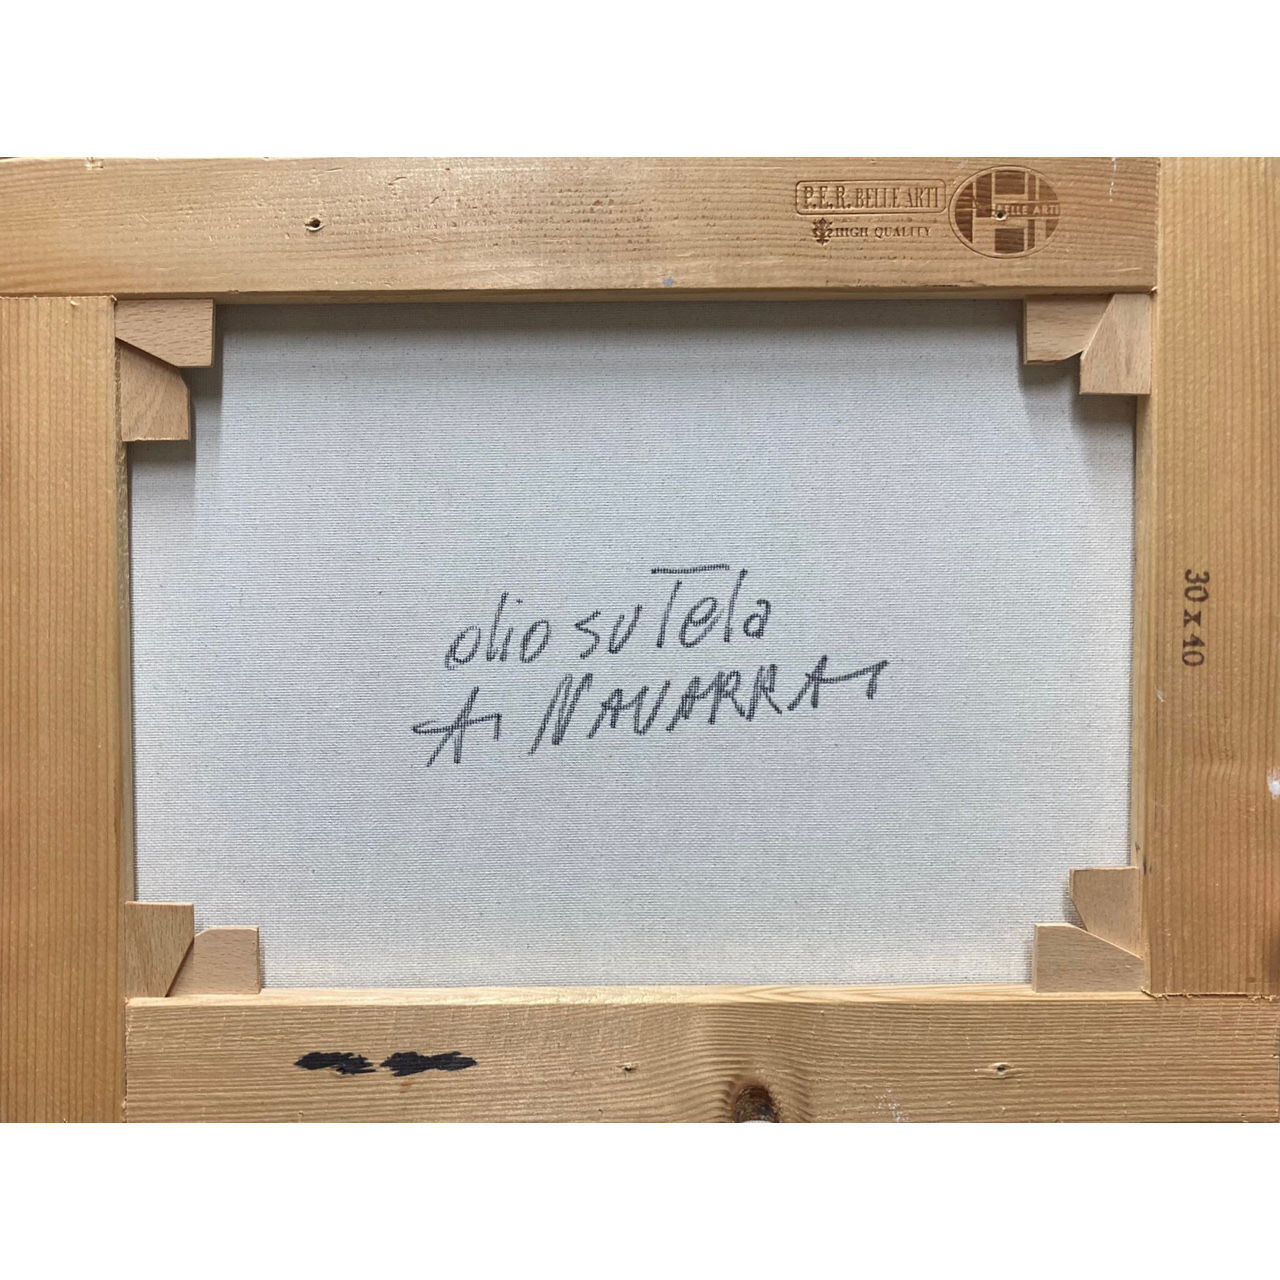 P.E.R. BELLE ARTI
HIGH QUALITY
BELLE ARTI
30 x 40
olio su Tela
A. NAVARRA